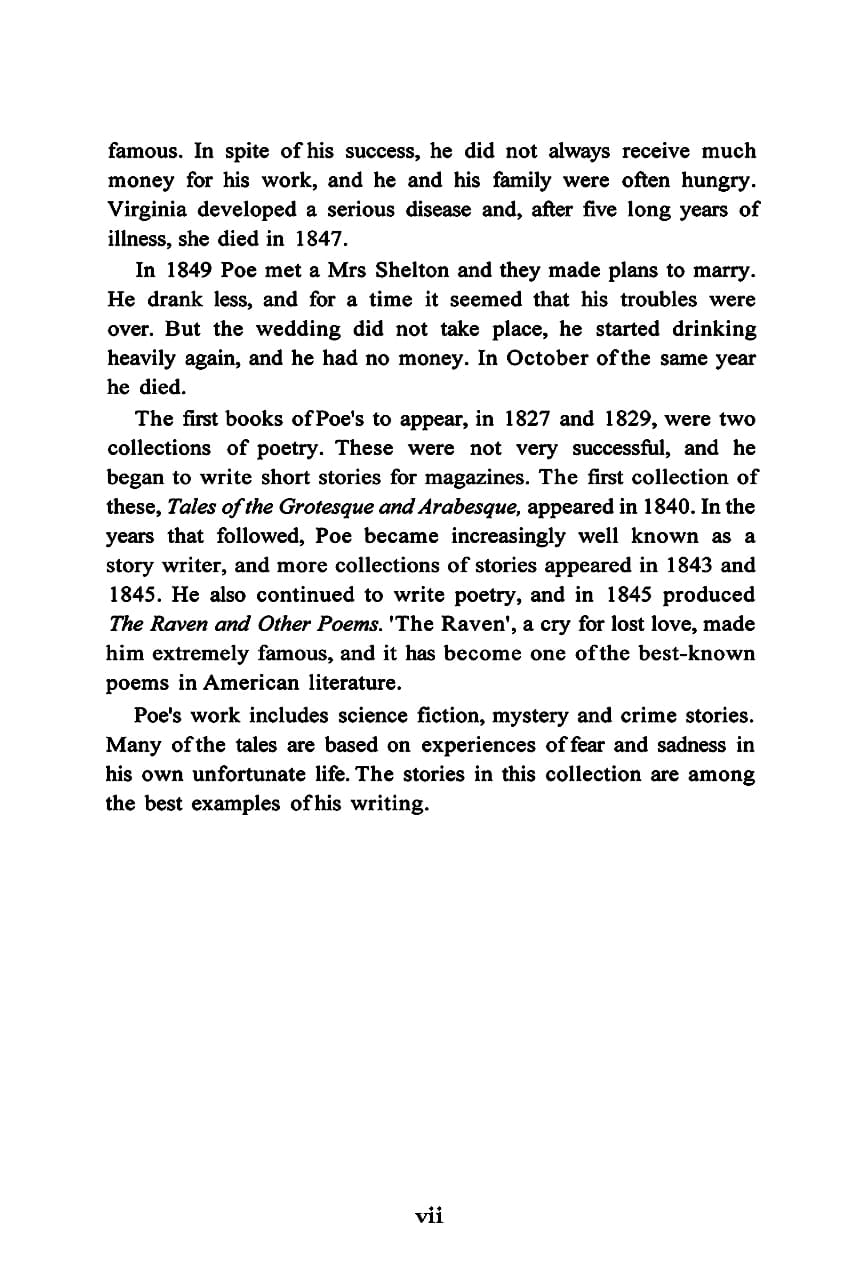 famous. In spite of his success, he did not always receive much
money for his work, and he and his family were often hungry.
Virginia developed a serious disease and, after five long years of
illness, she died in 1847.
In 1849 Poe met a Mrs Shelton and they made plans to marry.
He drank less, and for a time it seemed that his troubles were
over. But the wedding did not take place, he started drinking
heavily again, and he had no money. In October of the same year
he died.
The first books of Poe's to appear, in 1827 and 1829, were two
collections of poetry. These were not very successful, and he
began to write short stories for magazines. The first collection of
these, Tales of the Grotesque and Arabesque, appeared in 1840. In the
years that followed, Poe became increasingly well known as a
story writer, and more collections of stories appeared in 1843 and
1845. He also continued to write poetry, and in 1845 produced
The Raven and Other Poems. 'The Raven', a cry for lost love, made
him extremely famous, and it has become one of the best-known
poems in American literature.
Poe's work includes science fiction, mystery and crime stories.
Many of the tales are based on experiences of fear and sadness in
his own unfortunate life. The stories in this collection are among
the best examples of his writing.
vii